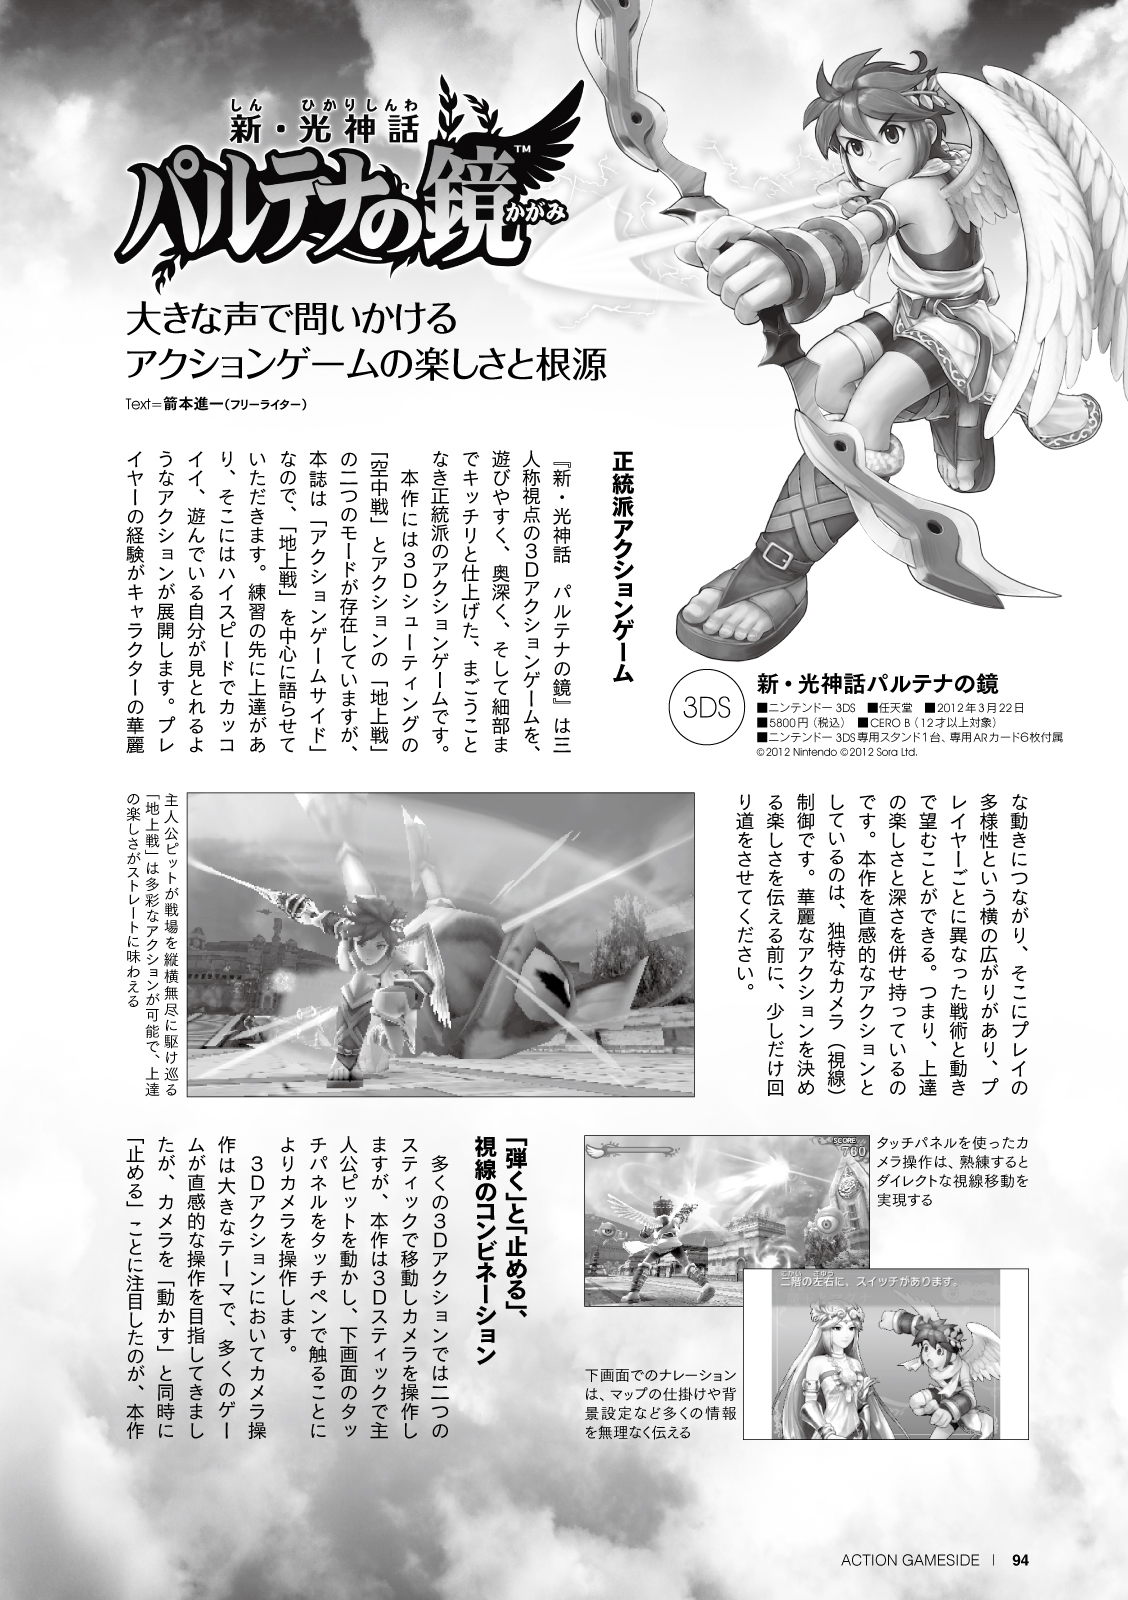 しん ひかりしんわ
新・光神話
パルテナの鏡™
かがみ
大きな声で問いかける
アクションゲームの楽しさと根源
Text=箭本進一(フリーライター)
3DS
新・光神話パルテナの鏡
■ニンテンドー3DS ■任天堂 ■2012年3月22日
■5800円(税込) ■CERO B(12才以上対象)
■ニンテンドー3DS専用スタンド1台、専用ARカード6枚付属
©2012 Nintendo ©2012 Sora Ltd.
正統派アクションゲーム
『新・光神話 パルテナの鏡』は三
人称視点の3Dアクションゲームを、
遊びやすく、奥深く、そして細部ま
でキッチリと仕上げた、まごうこと
なき正統派のアクションゲームです。
本作には3Dシューティングの
「空中戦」とアクションの「地上戦」
の二つのモードが存在していますが、
本誌は「アクションゲームサイド」
なので、「地上戦」を中心に語らせて
いただきます。練習の先に上達があ
り、そこにはハイスピードでカッコ
イイ、遊んでいる自分が見とれるよ
うなアクションが展開します。プレ
イヤーの経験がキャラクターの華麗
な動きにつながり、そこにプレイの
多様性という横の広がりがあり、プ
レイヤーごとに異なった戦術と動き
で望むことができる。つまり、上達
の楽しさと深さを併せ持っているの
です。本作を直感的なアクションと
しているのは、独特なカメラ(視線)
制御です。華麗なアクションを決め
る楽しさを伝える前に、少しだけ回
り道をさせてください。
主人公ピットが戦場を縦横無尽に駆け巡る
「地上戦」は多彩なアクションが可能で、上達
の楽しさがストレートに味わえる
SCORE
760
タッチパネルを使ったカ
メラ操作は、熟練すると
ダイレクトな視線移動を
実現する
にかい さゆう
二階の左右に、スイッチがあります。
下画面でのナレーション
は、マップの仕掛けや背
景設定など多くの情報
を無理なく伝える
「弾く」と「止める」、
視線のコンビネーション
多くの3Dアクションでは二つの
スティックで移動しカメラを操作し
ますが、本作は3Dスティックで主
人公ピットを動かし、下画面のタッ
チパネルをタッチペンで触ることに
よりカメラを操作します。
3Dアクションにおいてカメラ操
作は大きなテーマで、多くのゲー
ムが直感的な操作を目指してきまし
たが、カメラを「動かす」と同時に
「止める」ことに注目したのが、本作
ACTION GAMESIDE | 94